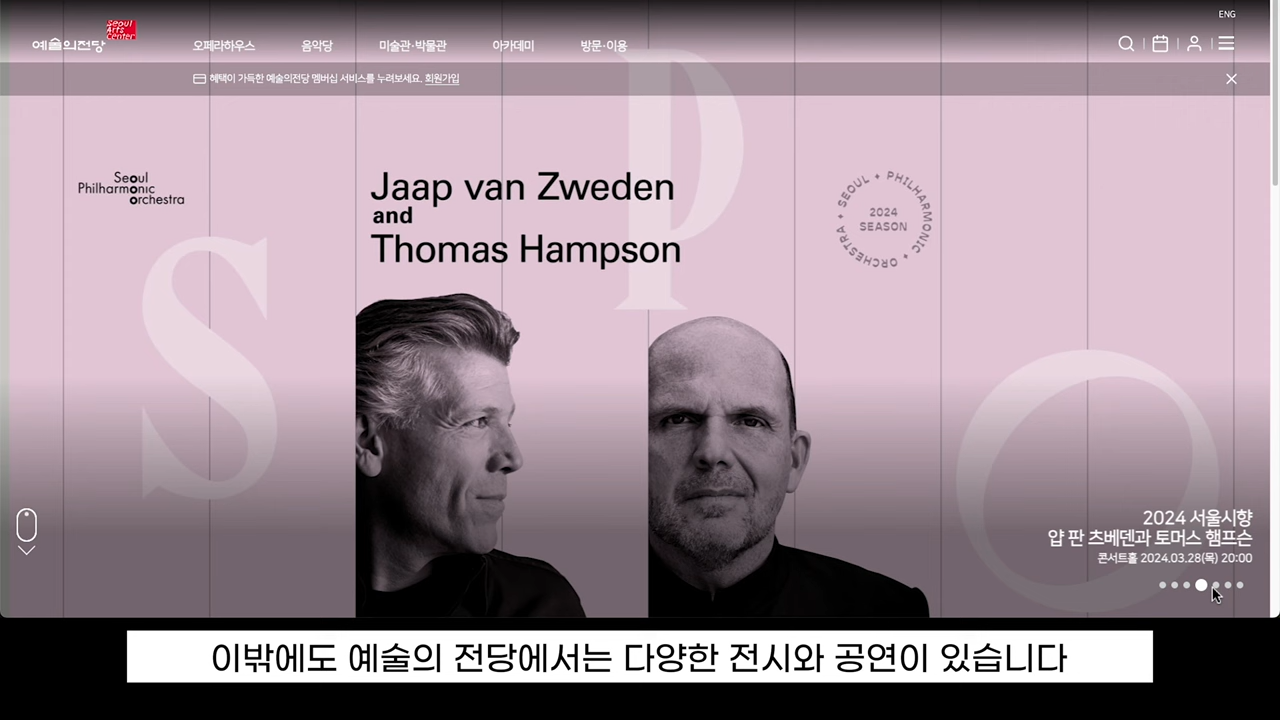 ENG
Seoul
Arts
Center
예술의전당
오페라하우스 음악당 미술관·박물관 아카데미 방문·이용
혜택이 가득한 예술의전당 멤버십 서비스를 누려보세요. 회원가입
S P O
Seoul
Philharmonic
orchestra
Jaap van Zweden
and
Thomas Hampson
SEOUL + PHILHARMONIC + ORCHESTRA +
2024
SEASON
2024 서울시향
얍 판 츠베덴과 토머스 햄프슨
콘서트홀 2024.03.28(목) 20:00
이밖에도 예술의 전당에서는 다양한 전시와 공연이 있습니다